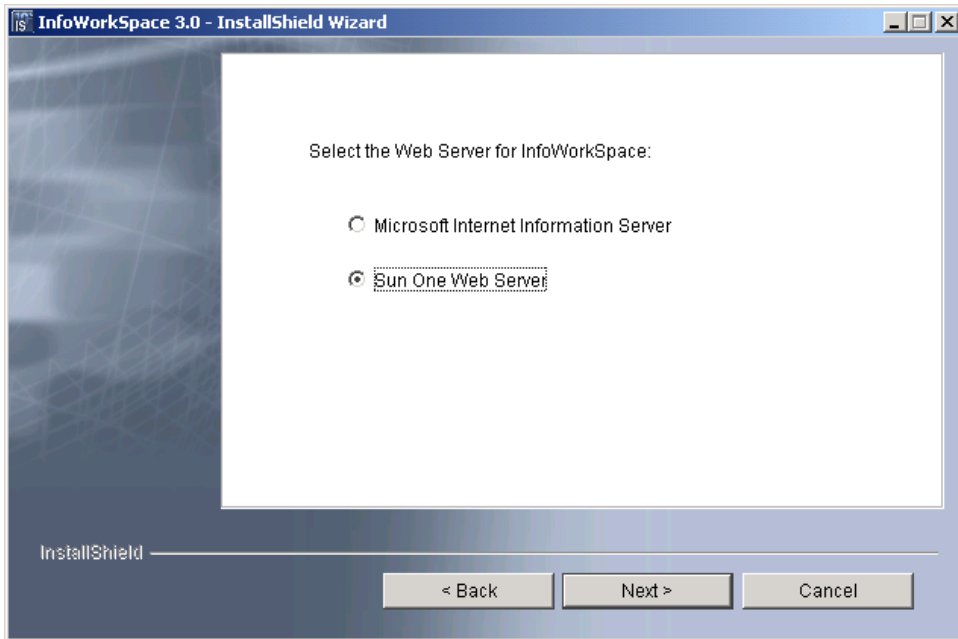 InfoWorkSpace 3.0 - InstallShield Wizard
Select the Web Server for InfoWorkSpace:
Microsoft Internet Information Server
Sun One Web Server
InstallShield
< Back
Next >
Cancel